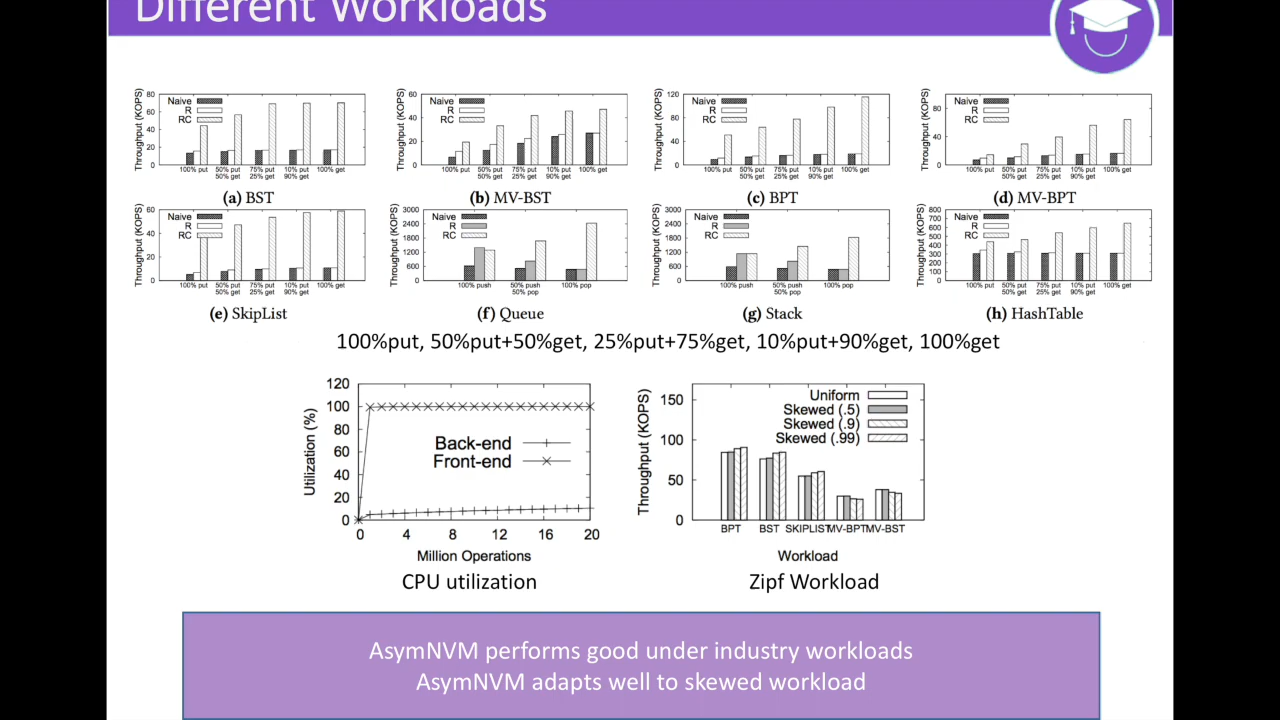 Different Workloads
Throughput (KOPS)
80
60
40
20
0
Naive
R
RC
100% put
50% put
50% get
75% put
25% get
10% put
90% get
100% get
(a) BST
Throughput (KOPS)
60
40
20
0
Naive
R
RC
100% put
50% put
50% get
75% put
25% get
10% put
90% get
100% get
(b) MV-BST
Throughput (KOPS)
120
80
40
0
Naive
R
RC
100% put
50% put
50% get
75% put
25% get
10% put
90% get
100% get
(c) BPT
Throughput (KOPS)
80
40
0
Naive
R
RC
100% put
50% put
50% get
75% put
25% get
10% put
90% get
100% get
(d) MV-BPT
Throughput (KOPS)
60
40
20
0
Naive
R
RC
100% put
50% put
50% get
75% put
25% get
10% put
90% get
100% get
(e) SkipList
Throughput (KOPS)
3000
2400
1800
1200
600
0
Naive
R
RC
100% push
50% push
50% pop
100% pop
(f) Queue
Throughput (KOPS)
3000
2400
1800
1200
600
0
Naive
R
RC
100% push
50% push
50% pop
100% pop
(g) Stack
Throughput (KOPS)
800
700
600
500
400
300
200
100
0
Naive
R
RC
100% put
50% put
50% get
75% put
25% get
10% put
90% get
100% get
(h) HashTable
100%put, 50%put+50%get, 25%put+75%get, 10%put+90%get, 100%get
Utilization (%)
120
100
80
60
40
20
0
Back-end
Front-end
0 4 8 12 16 20
Million Operations
CPU utilization
Throughput (KOPS)
150
100
50
0
Uniform
Skewed (.5)
Skewed (.9)
Skewed (.99)
BPT BST SKIPLIST MV-BPT MV-BST
Workload
Zipf Workload
AsymNVM performs good under industry workloads
AsymNVM adapts well to skewed workload